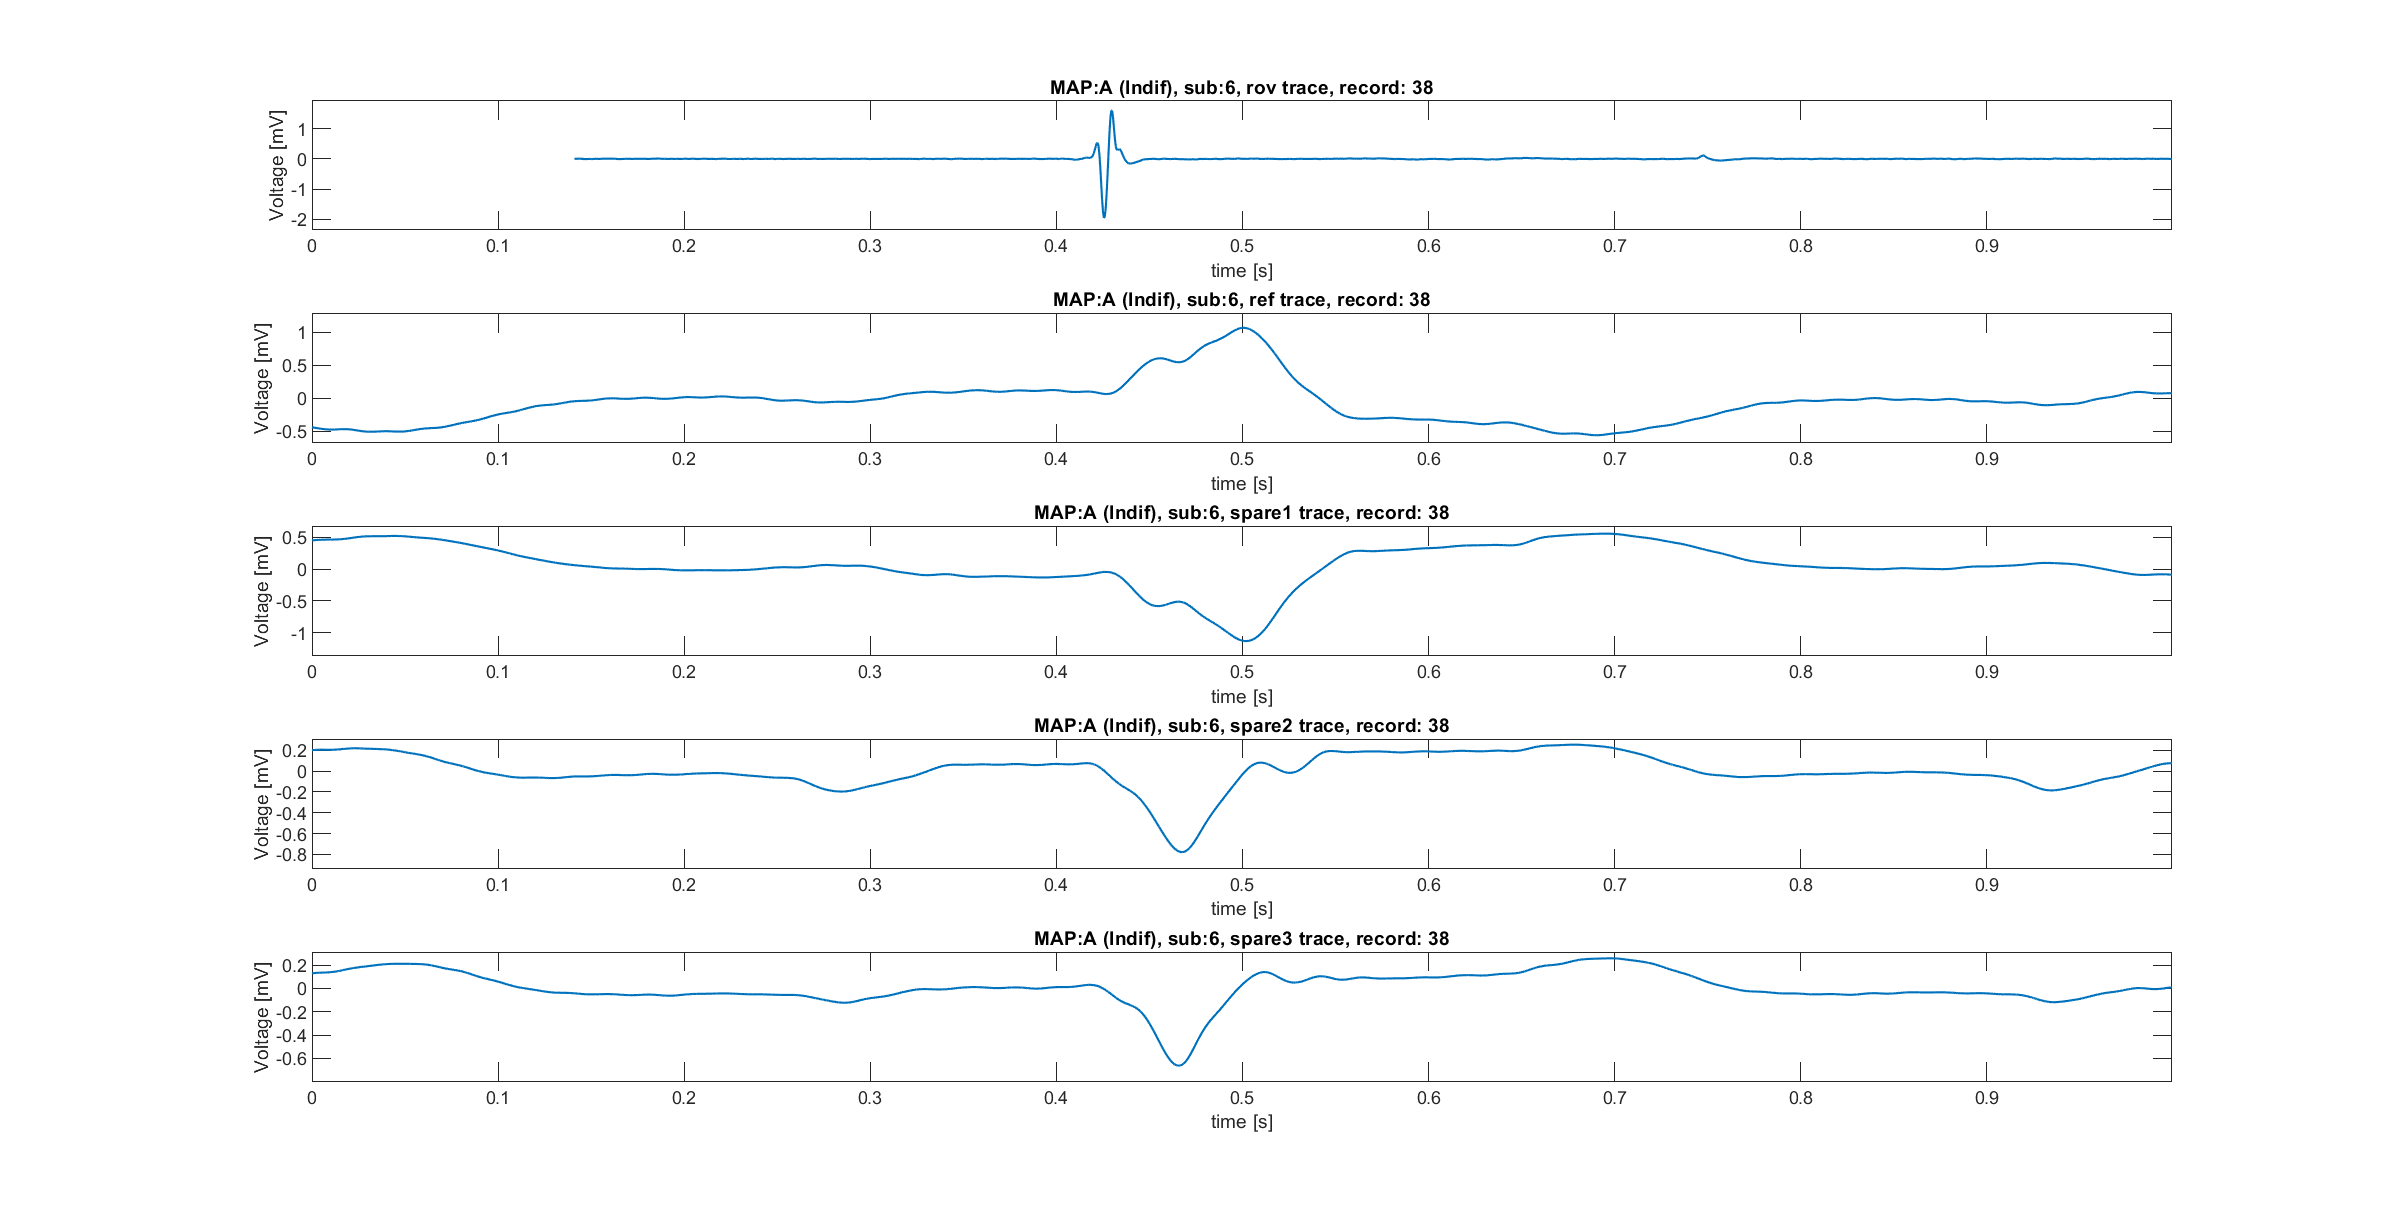 MAP:A (Indif), sub:6, rov trace, record: 38
Voltage [mV]
1
0
-1
-2
0 0.1 0.2 0.3 0.4 0.5 0.6 0.7 0.8 0.9
time [s]
MAP:A (Indif), sub:6, ref trace, record: 38
Voltage [mV]
1
0.5
0
-0.5
0 0.1 0.2 0.3 0.4 0.5 0.6 0.7 0.8 0.9
time [s]
MAP:A (Indif), sub:6, spare1 trace, record: 38
Voltage [mV]
0.5
0
-0.5
-1
0 0.1 0.2 0.3 0.4 0.5 0.6 0.7 0.8 0.9
time [s]
MAP:A (Indif), sub:6, spare2 trace, record: 38
Voltage [mV]
0.2
0
-0.2
-0.4
-0.6
-0.8
0 0.1 0.2 0.3 0.4 0.5 0.6 0.7 0.8 0.9
time [s]
MAP:A (Indif), sub:6, spare3 trace, record: 38
Voltage [mV]
0.2
0
-0.2
-0.4
-0.6
0 0.1 0.2 0.3 0.4 0.5 0.6 0.7 0.8 0.9
time [s]